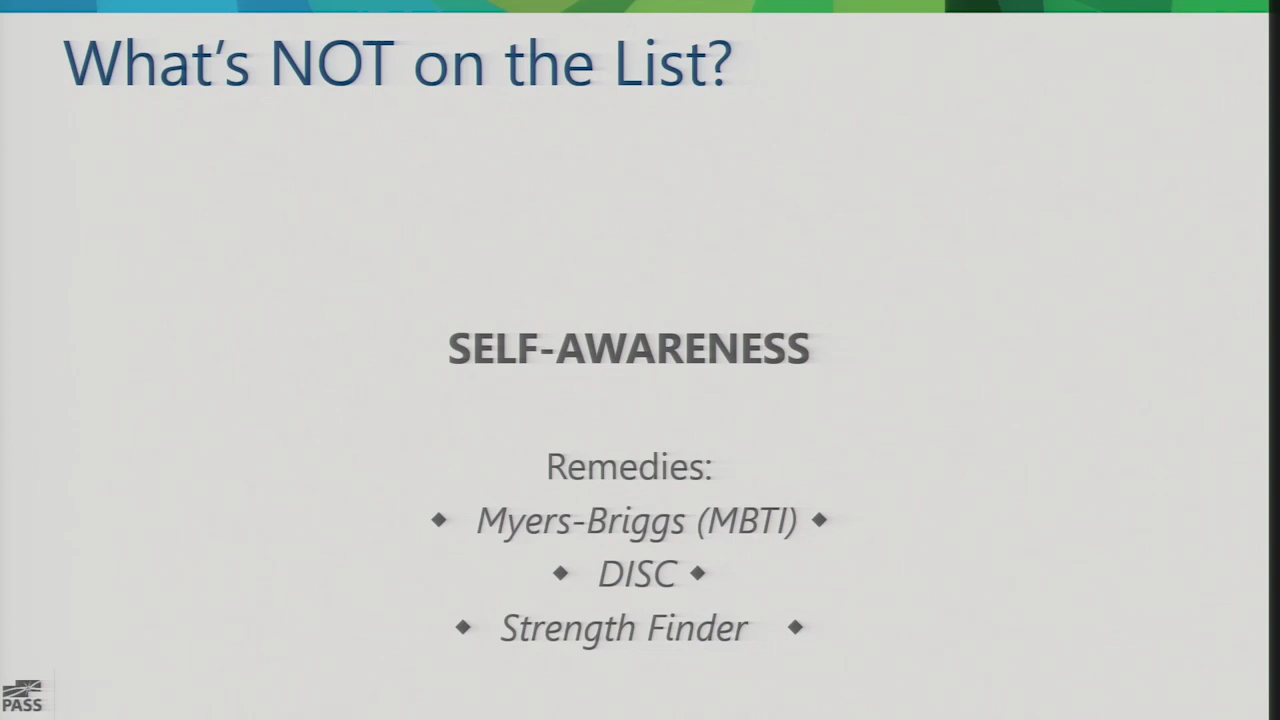 What's NOT on the List?
SELF-AWARENESS
Remedies:
◆ Myers-Briggs (MBTI) ◆
◆ DISC ◆
◆ Strength Finder ◆
PASS